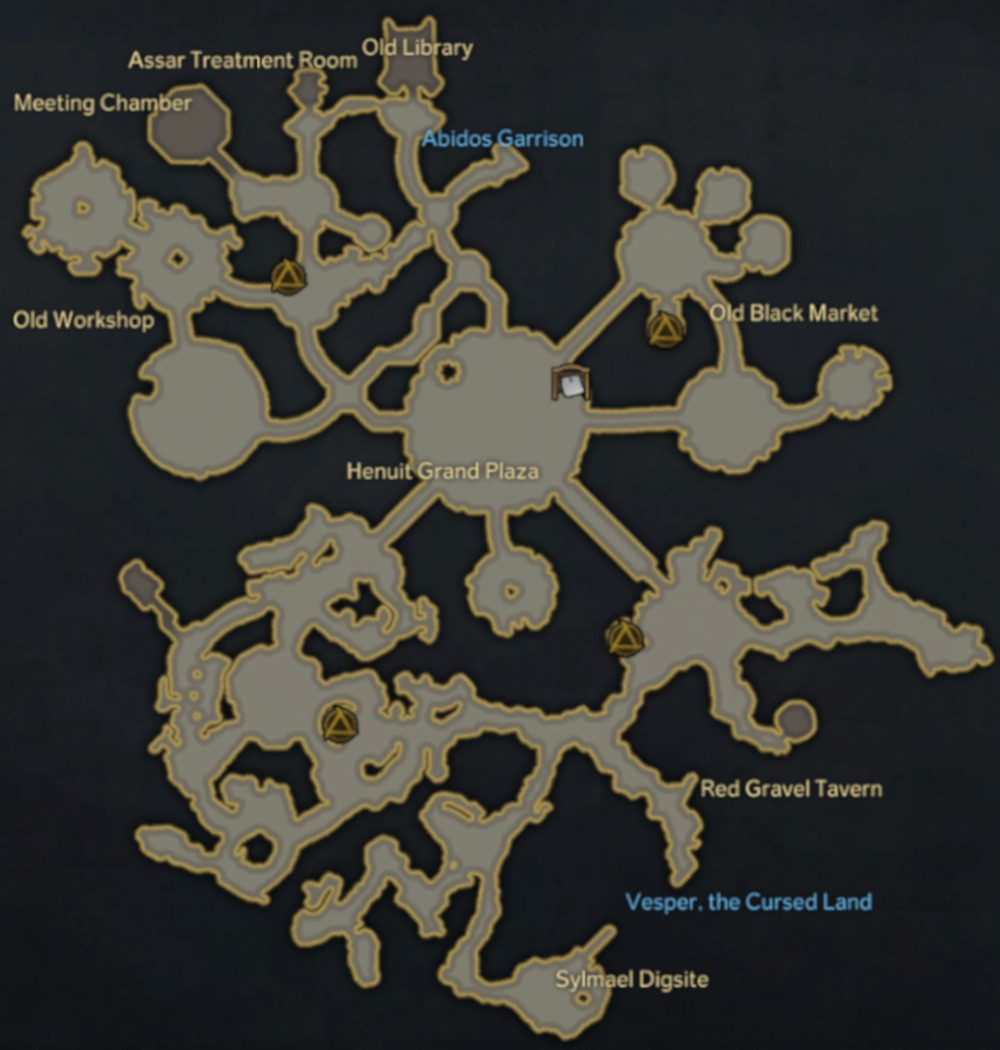 Old Library
Assar Treatment Room
Meeting Chamber
Abidos Garrison
Old Black Market
Old Workshop
Henuit Grand Plaza
Red Gravel Tavern
Vesper, the Cursed Land
Sylmael Digsite